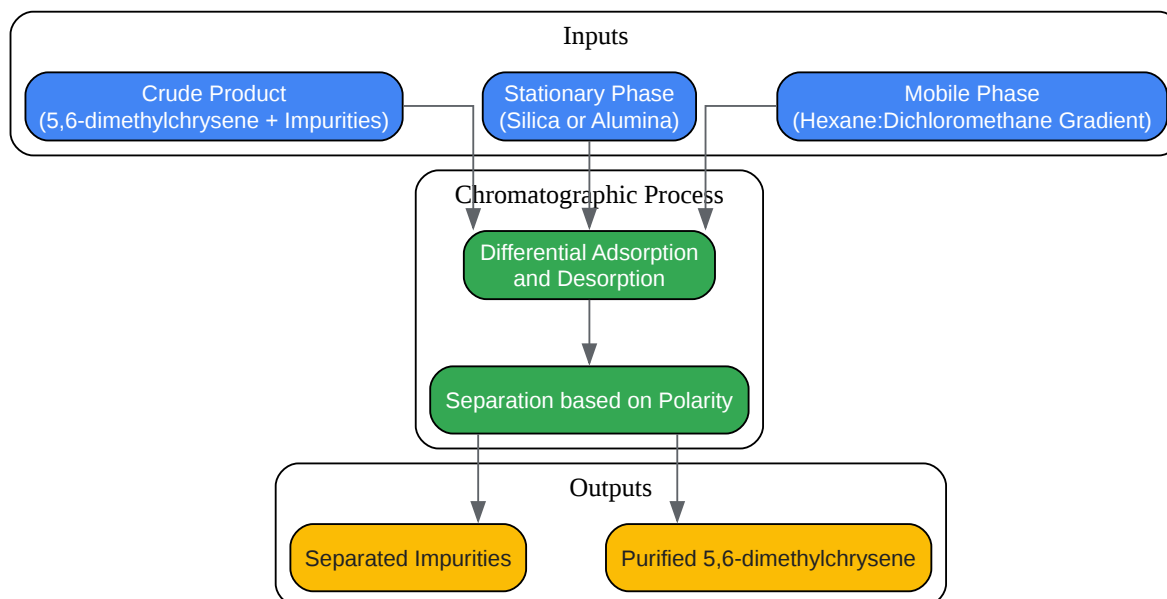 Inputs
Crude Product
(5,6-dimethylchrysene + Impurities)
Stationary Phase
(Silica or Alumina)
Mobile Phase
(Hexane:Dichloromethane Gradient)
Chromatographic Process
Differential Adsorption
and Desorption
Separation based on Polarity
Outputs
Separated Impurities
Purified 5,6-dimethylchrysene